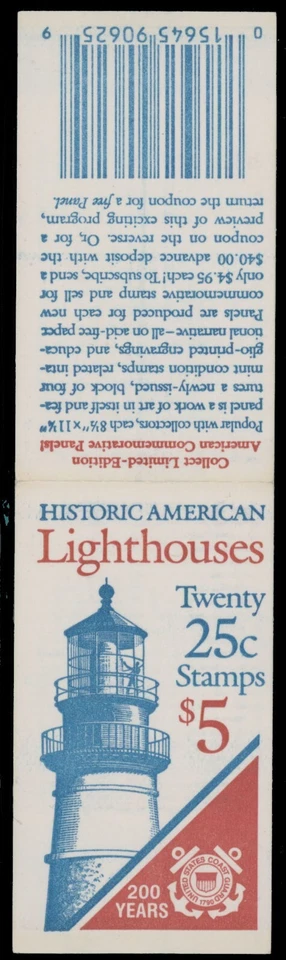 HISTORIC AMERICAN
Lighthouses
Twenty
25c
Stamps
$5
200
YEARS
UNITED STATES COAST GUARD
1790
Collect Limited-Edition
American Commemorative Panels!
Popular with collectors, each 8½"x11¼"
panel is a work of art in itself and fea-
tures a newly-issued, block of four
mint condition stamps, related inta-
glio-printed engravings, and educa-
tional narrative—all on acid-free paper.
Panels are produced for each new
commemorative stamp and sell for
only $4.95 each! To subscribe, send a
$40.00 advance deposit with the
coupon on the reverse. Or, for a
preview of this exciting program,
return the coupon for a free Panel.
0 15645 90625 9